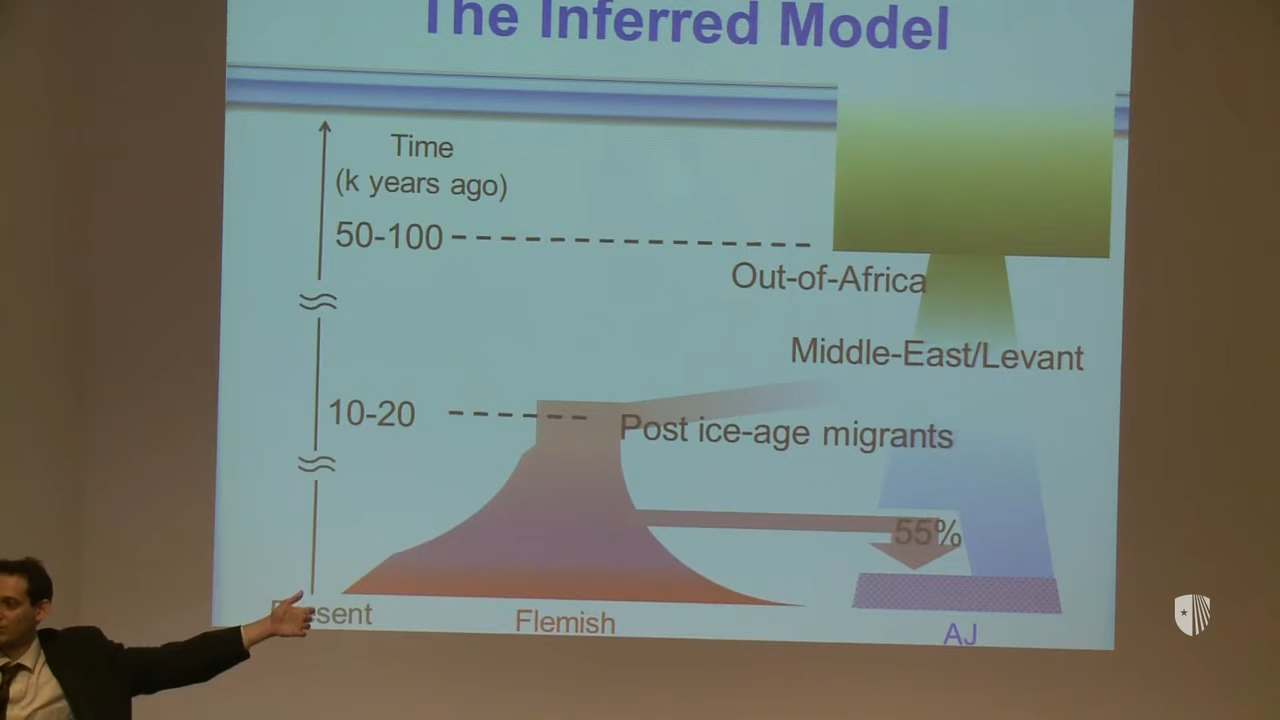 The Inferred Model
Time
(k years ago)
50-100
Out-of-Africa
Middle-East/Levant
10-20
Post ice-age migrants
55%
Present
Flemish
AJ